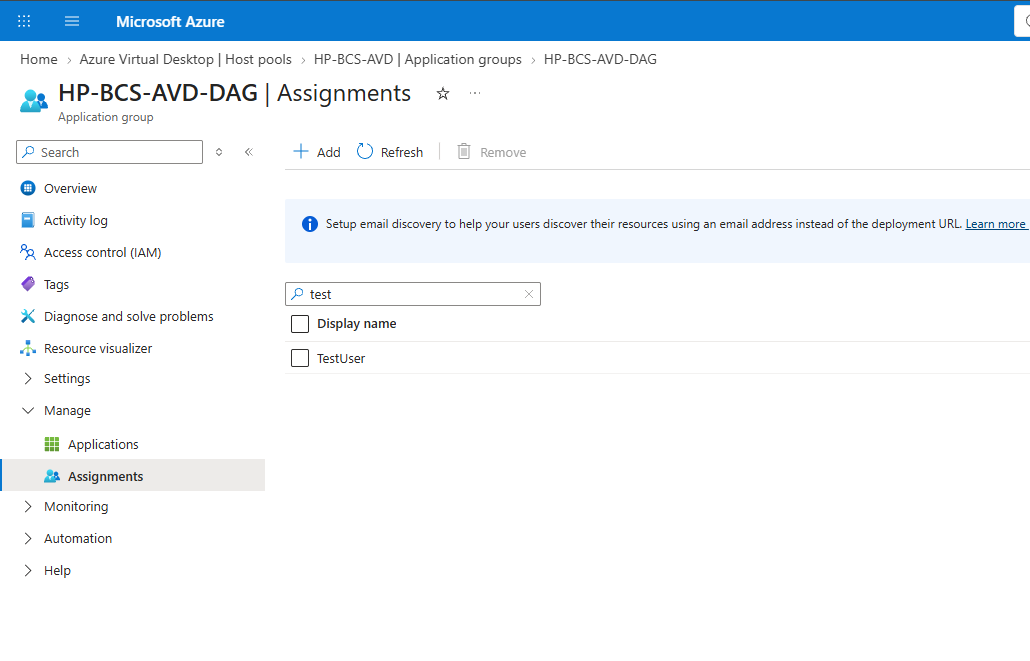 Microsoft Azure
Home > Azure Virtual Desktop | Host pools > HP-BCS-AVD | Application groups > HP-BCS-AVD-DAG
HP-BCS-AVD-DAG | Assignments
Application group
Search
Add Refresh Remove
Overview
Activity log
Access control (IAM)
Tags
Diagnose and solve problems
Resource visualizer
Settings
Manage
Applications
Assignments
Monitoring
Automation
Help
Setup email discovery to help your users discover their resources using an email address instead of the deployment URL. Learn more
test
Display name
TestUser